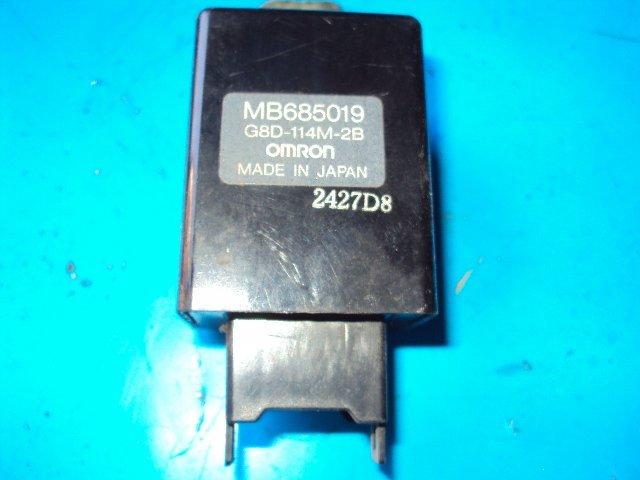 MB685019
G8D-114M-2B
OMRON
MADE IN JAPAN
2427D8